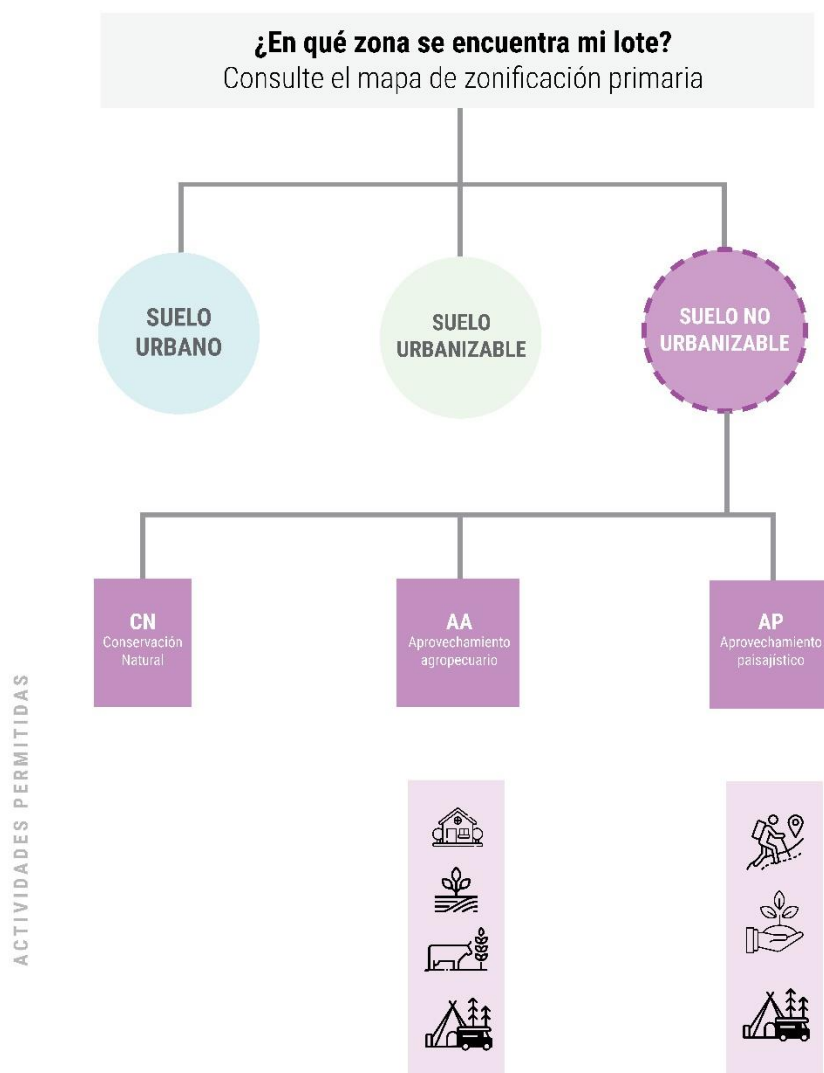 ¿En qué zona se encuentra mi lote?
Consulte el mapa de zonificación primaria
SUELO
URBANO
SUELO
URBANIZABLE
SUELO NO
URBANIZABLE
CN
Conservación
Natural
AA
Aprovechamiento
agropecuario
AP
Aprovechamiento
paisajístico
ACTIVIDADES PERMITIDAS